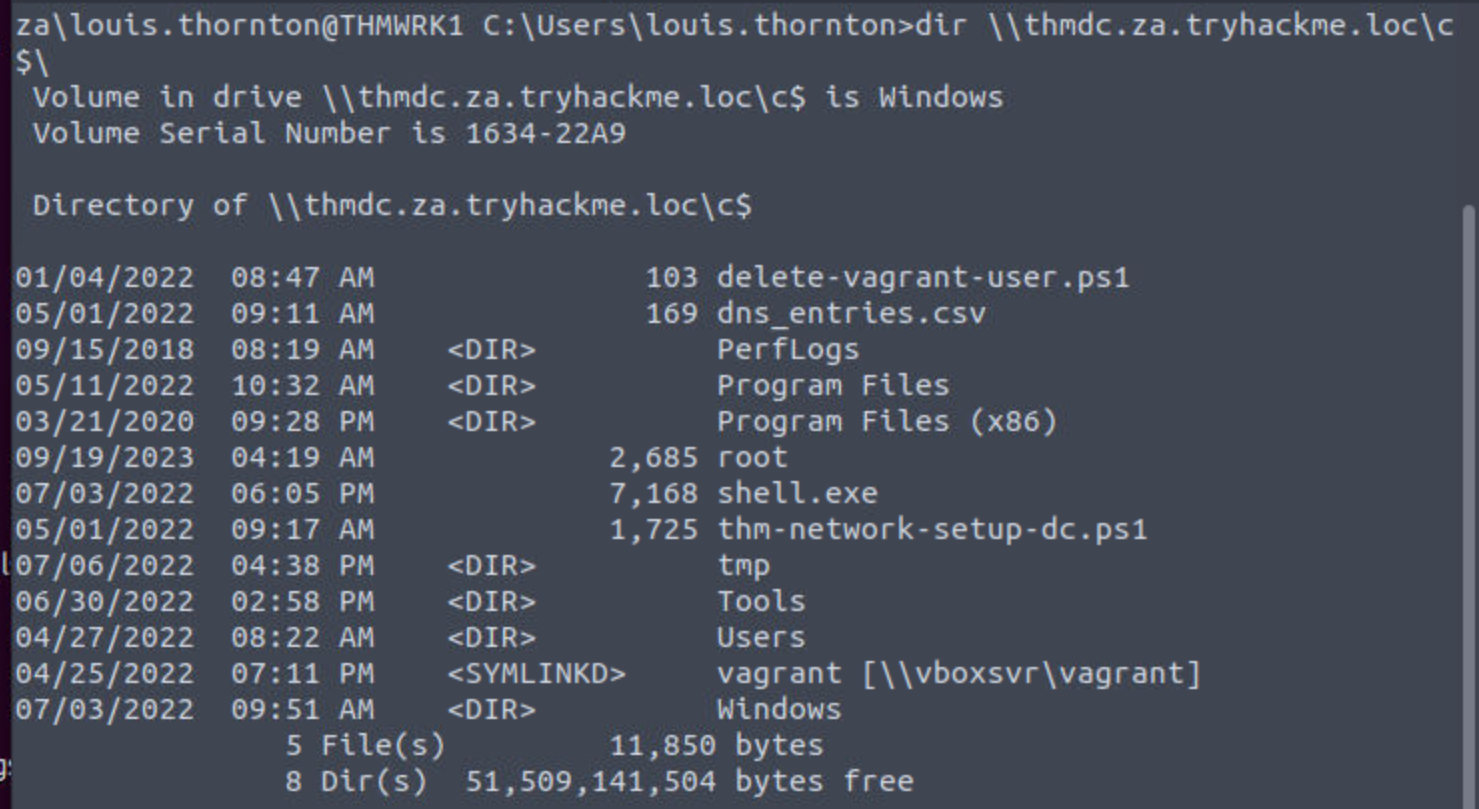 za\louis.thornton@THMWRK1 C:\Users\louis.thornton>dir \\thmdc.za.tryhackme.loc\c
$\
 Volume in drive \\thmdc.za.tryhackme.loc\c$ is Windows
 Volume Serial Number is 1634-22A9

 Directory of \\thmdc.za.tryhackme.loc\c$

01/04/2022  08:47 AM               103 delete-vagrant-user.ps1
05/01/2022  09:11 AM               169 dns_entries.csv
09/15/2018  08:19 AM    <DIR>          PerfLogs
05/11/2022  10:32 AM    <DIR>          Program Files
03/21/2020  09:28 PM    <DIR>          Program Files (x86)
09/19/2023  04:19 AM             2,685 root
07/03/2022  06:05 PM             7,168 shell.exe
05/01/2022  09:17 AM             1,725 thm-network-setup-dc.ps1
07/06/2022  04:38 PM    <DIR>          tmp
06/30/2022  02:58 PM    <DIR>          Tools
04/27/2022  08:22 AM    <DIR>          Users
04/25/2022  07:11 PM    <SYMLINKD>     vagrant [\\vboxsvr\vagrant]
07/03/2022  09:51 AM    <DIR>          Windows
               5 File(s)         11,850 bytes
               8 Dir(s)  51,509,141,504 bytes free